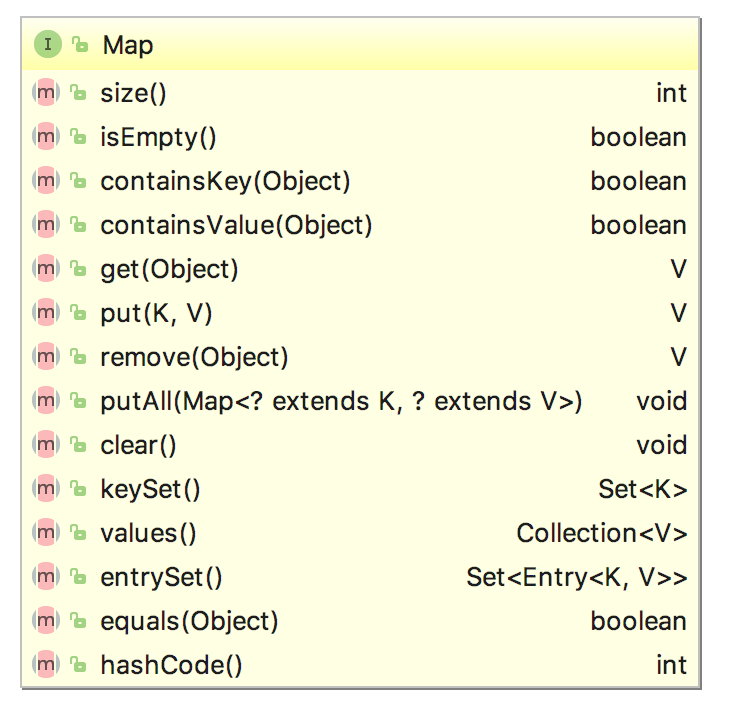 I Map
m size() int
m isEmpty() boolean
m containsKey(Object) boolean
m containsValue(Object) boolean
m get(Object) V
m put(K, V) V
m remove(Object) V
m putAll(Map<? extends K, ? extends V>) void
m clear() void
m keySet() Set<K>
m values() Collection<V>
m entrySet() Set<Entry<K, V>>
m equals(Object) boolean
m hashCode() int